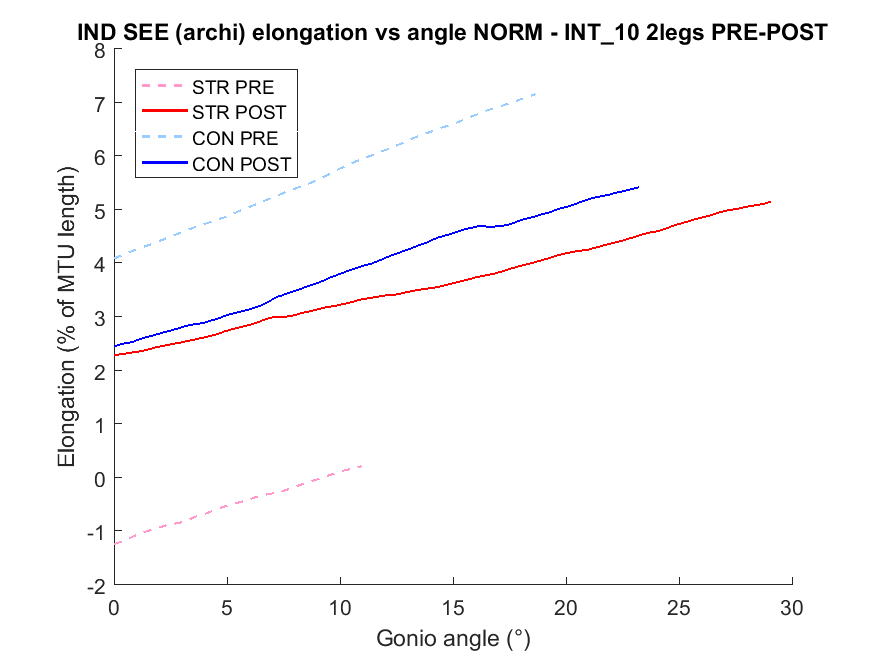 IND SEE (archi) elongation vs angle NORM - INT_10 2legs PRE-POST
8
7
6
5
4
3
2
1
0
-1
-2
Elongation (% of MTU length)
STR PRE
STR POST
CON PRE
CON POST
0 5 10 15 20 25 30
Gonio angle (°)